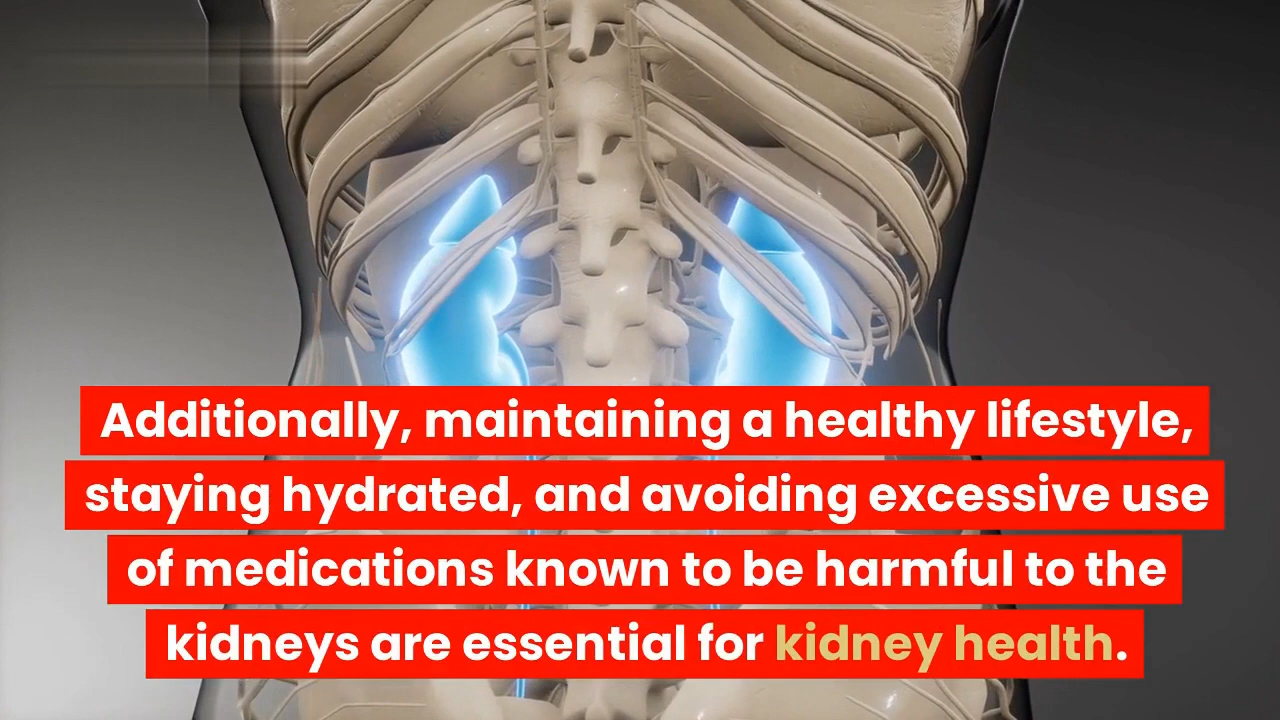 Additionally, maintaining a healthy lifestyle,
staying hydrated, and avoiding excessive use
of medications known to be harmful to the
kidneys are essential for kidney health.